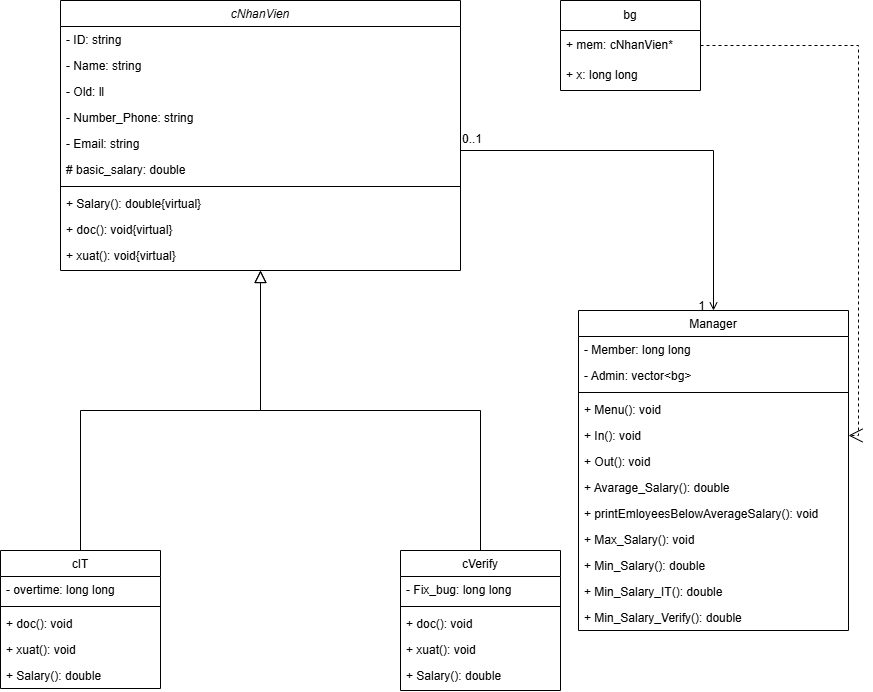 cNhanVien
- ID: string
- Name: string
- Old: ll
- Number_Phone: string
- Email: string
# basic_salary: double
+ Salary(): double{virtual}
+ doc(): void{virtual}
+ xuat(): void{virtual}
bg
+ mem: cNhanVien*
+ x: long long
0..1
1
Manager
- Member: long long
- Admin: vector<bg>
+ Menu(): void
+ In(): void
+ Out(): void
+ Avarage_Salary(): double
+ printEmloyeesBelowAverageSalary(): void
+ Max_Salary(): void
+ Min_Salary(): double
+ Min_Salary_IT(): double
+ Min_Salary_Verify(): double
cIT
- overtime: long long
+ doc(): void
+ xuat(): void
+ Salary(): double
cVerify
- Fix_bug: long long
+ doc(): void
+ xuat(): void
+ Salary(): double